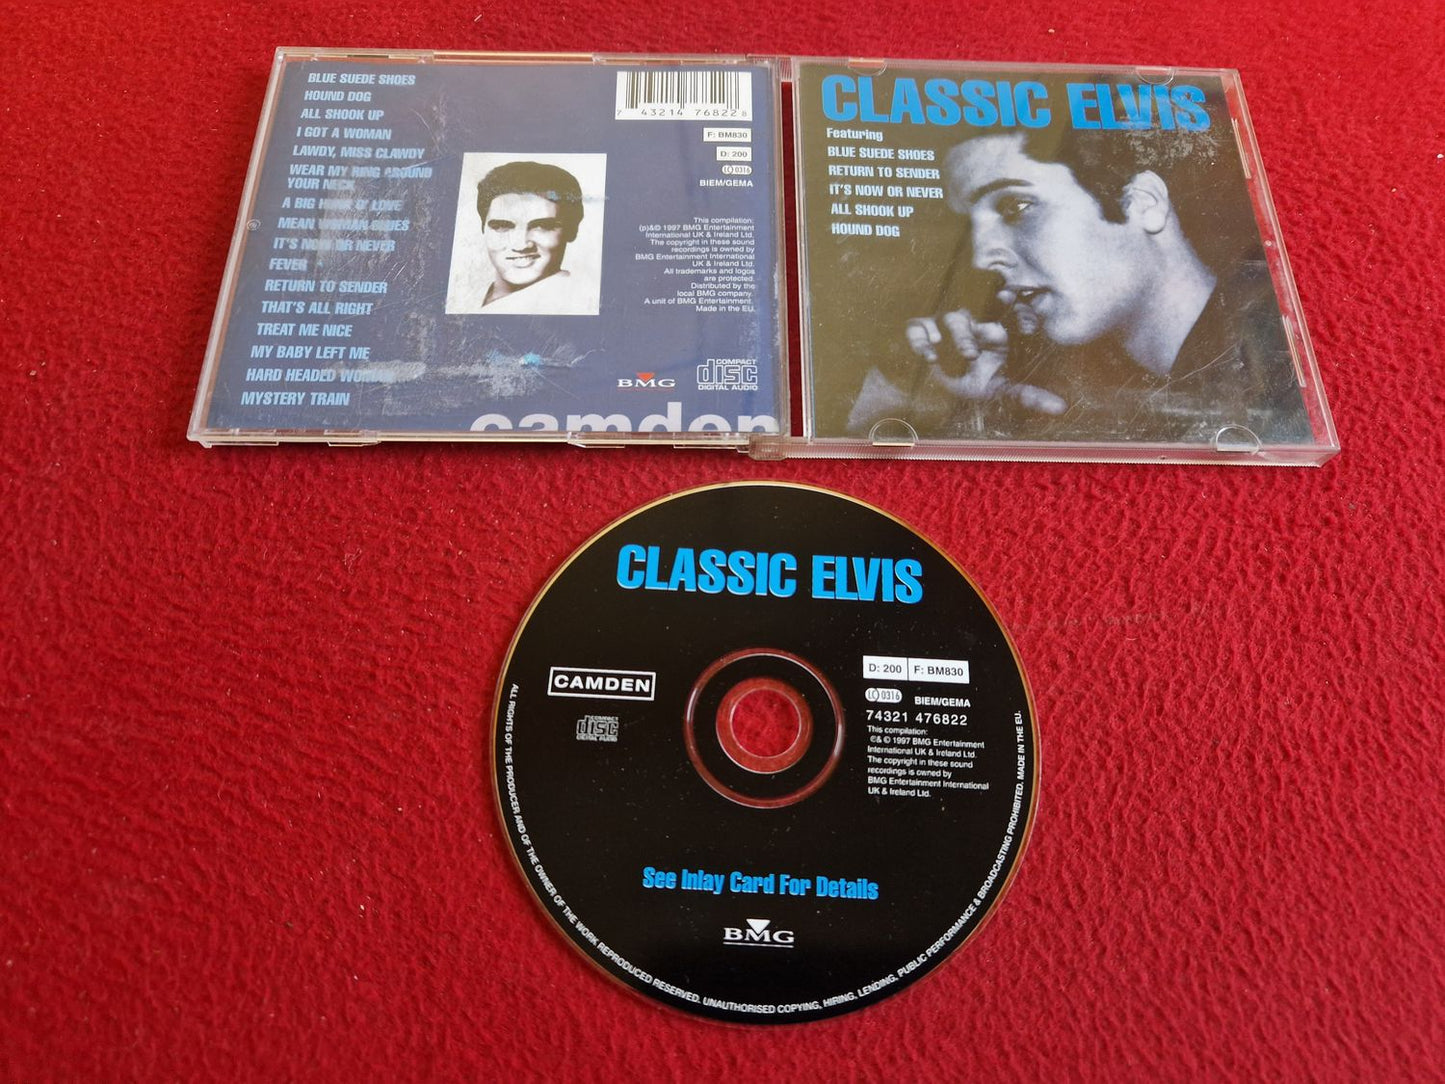 BLUE SUEDE SHOES
HOUND DOG
ALL SHOOK UP
I GOT A WOMAN
LAWDY, MISS CLAWDY
WEAR MY RING AROUND
YOUR NECK
A BIG HUNK O' LOVE
MEAN WOMAN BLUES
IT'S NOW OR NEVER
FEVER
RETURN TO SENDER
THAT'S ALL RIGHT
TREAT ME NICE
MY BABY LEFT ME
HARD HEADED WOMAN
MYSTERY TRAIN
7 43214 76822 8
F: BM830
D: 200
LC 0316
BIEM/GEMA
This compilation:
(p)&© 1997 BMG Entertainment
International UK & Ireland Ltd.
The copyright in these sound
recordings is owned by
BMG Entertainment International
UK & Ireland Ltd.
All trademarks and logos
are protected.
Distributed by the
local BMG company.
A unit of BMG Entertainment.
Made in the EU.
BMG
COMPACT
disc
DIGITAL AUDIO
camden
CLASSIC ELVIS
Featuring
BLUE SUEDE SHOES
RETURN TO SENDER
IT'S NOW OR NEVER
ALL SHOOK UP
HOUND DOG
CLASSIC ELVIS
CAMDEN
COMPACT
disc
DIGITAL AUDIO
D: 200 F: BM830
LC 0316 BIEM/GEMA
74321 476822
This compilation:
℗& © 1997 BMG Entertainment
International UK & Ireland Ltd.
The copyright in these sound
recordings is owned by
BMG Entertainment International
UK & Ireland Ltd.
See Inlay Card For Details
BMG
ALL RIGHTS OF THE PRODUCER AND OF THE OWNER OF THE WORK REPRODUCED RESERVED. UNAUTHORISED COPYING, HIRING, LENDING, PUBLIC PERFORMANCE & BROADCASTING PROHIBITED. MADE IN THE EU.